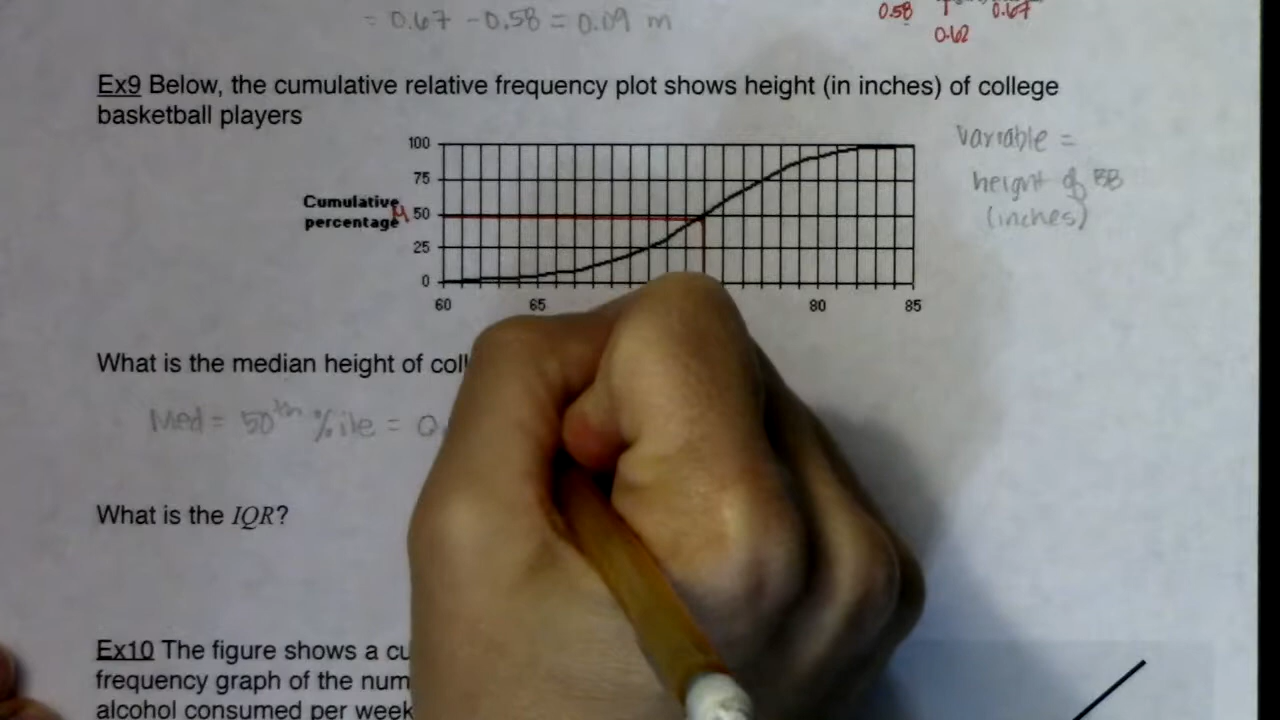 = 0.67 - 0.58 = 0.09 m
0.58 0.67
0.62
Ex9 Below, the cumulative relative frequency plot shows height (in inches) of college
basketball players
Variable =
height of BB
(inches)
100
75
Cumulative
percentage
M 50
25
0
60 65 80 85
What is the median height of coll
Med = 50th %ile = 0.
What is the IQR?
Ex10 The figure shows a cu
frequency graph of the num
alcohol consumed per week